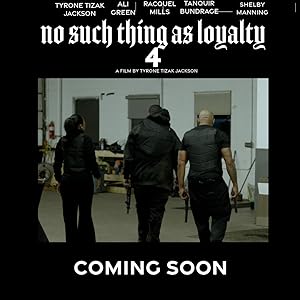 TYRONE TIZAK JACKSON
ALI GREEN
RACQUEL MILLS
TANQUIR BUNDRAGE
SHELBY MANNING
no such thing as loyalty
4
A FILM BY TYRONE TIZAK JACKSON
COMING SOON